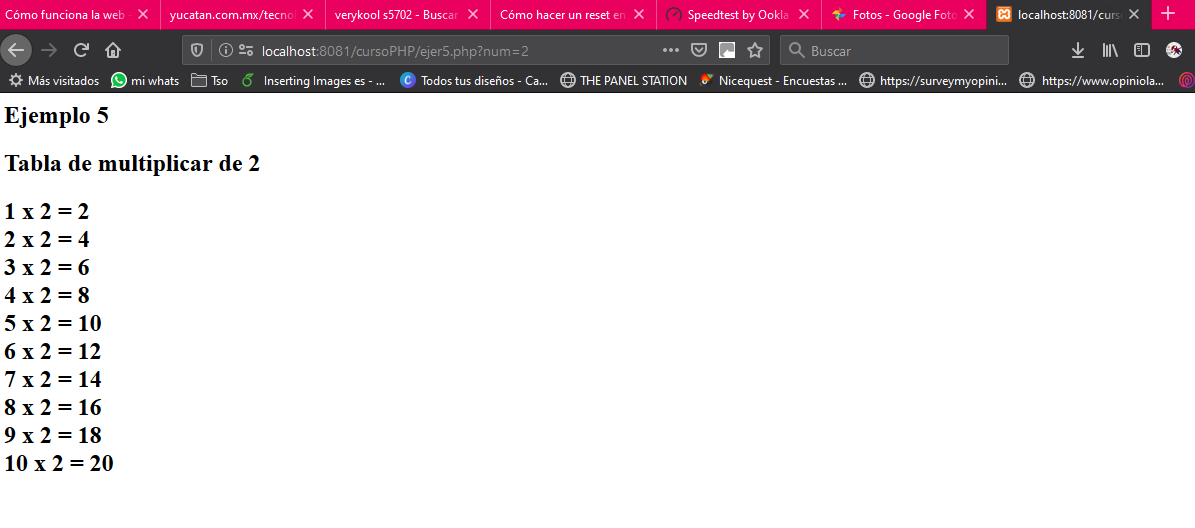 Cómo funciona la web
yucatan.com.mx/tecnol
verykool s5702 - Buscar
Cómo hacer un reset en
Speedtest by Ookla
Fotos - Google Foto
localhost:8081/curs
localhost:8081/cursoPHP/ejer5.php?num=2
Buscar
Más visitados
mi whats
Tso
Inserting Images es - ...
Todos tus diseños - Ca...
THE PANEL STATION
Nicequest - Encuestas ...
https://surveymyopini...
https://www.opiniola...
Ejemplo 5
Tabla de multiplicar de 2
1 x 2 = 2
2 x 2 = 4
3 x 2 = 6
4 x 2 = 8
5 x 2 = 10
6 x 2 = 12
7 x 2 = 14
8 x 2 = 16
9 x 2 = 18
10 x 2 = 20